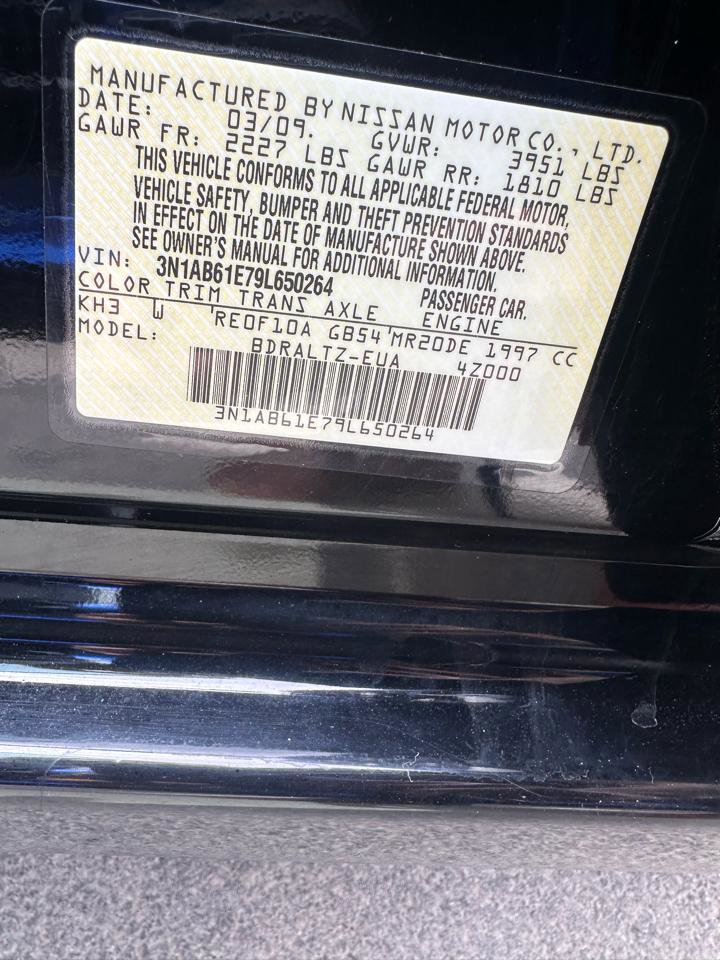 MANUFACTURED BY NISSAN MOTOR CO., LTD.
DATE: 03/09. GVWR: 3951 LBS
GAWR FR: 2227 LBS GAWR RR: 1810 LBS
THIS VEHICLE CONFORMS TO ALL APPLICABLE FEDERAL MOTOR,
VEHICLE SAFETY, BUMPER AND THEFT PREVENTION STANDARDS
IN EFFECT ON THE DATE OF MANUFACTURE SHOWN ABOVE.
SEE OWNER'S MANUAL FOR ADDITIONAL INFORMATION.
VIN: 3N1AB61E79L650264 PASSENGER CAR.
COLOR TRIM TRANS AXLE ENGINE
KH3 W 'RE0F10A GB54 'MR20DE 1997 CC
MODEL: BDRALTZ-EUA 4Z000
3N1AB61E79L650264